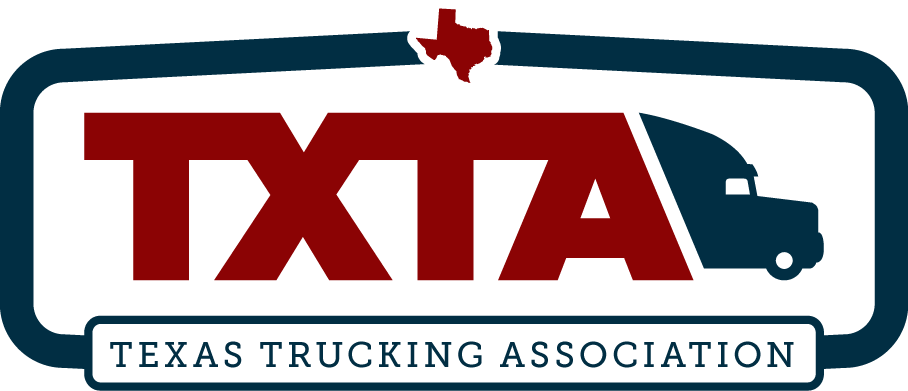 TXTA
TEXAS TRUCKING ASSOCIATION